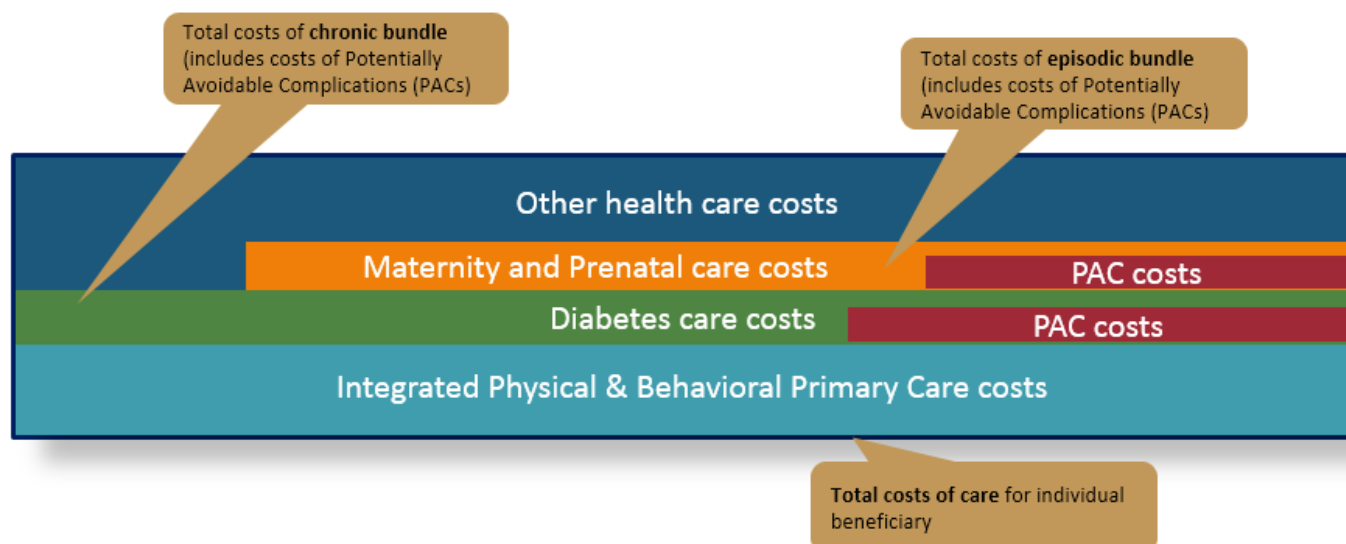 Total costs of chronic bundle
(includes costs of Potentially
Avoidable Complications (PACs)
Total costs of episodic bundle
(includes costs of Potentially
Avoidable Complications (PACs)
Other health care costs
Maternity and Prenatal care costs
PAC costs
Diabetes care costs
PAC costs
Integrated Physical & Behavioral Primary Care costs
Total costs of care for individual
beneficiary